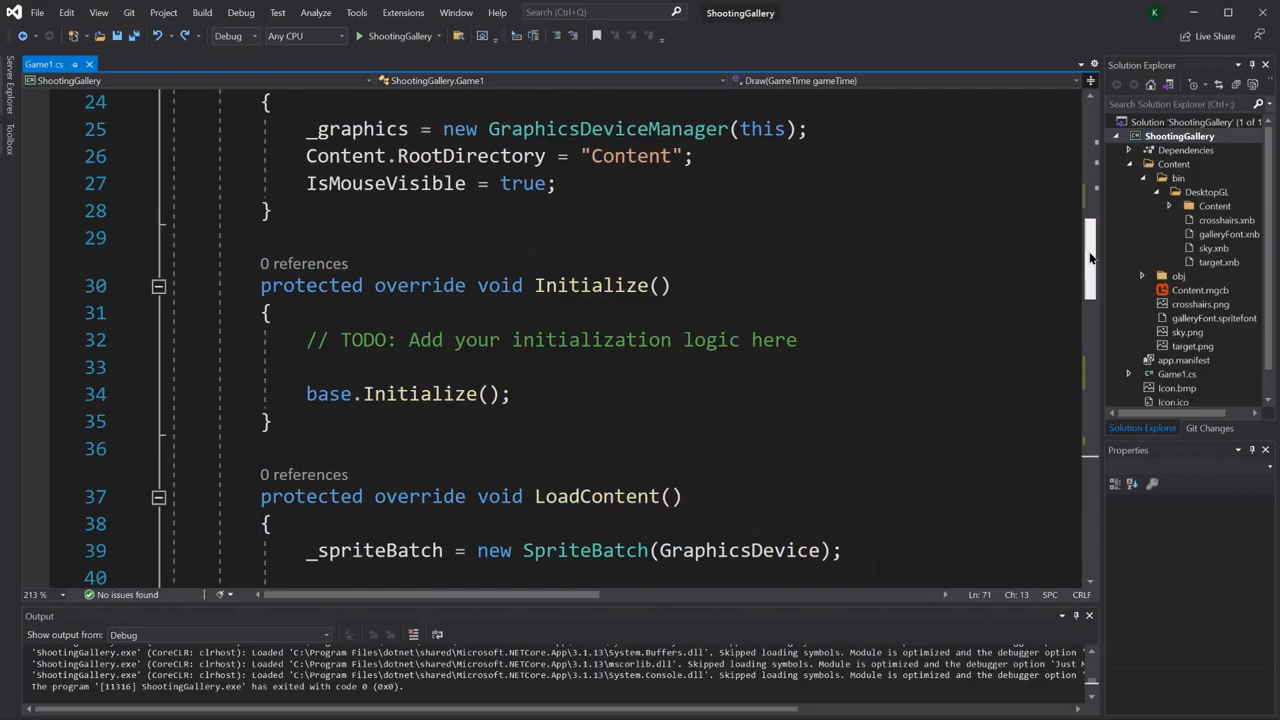 File Edit View Git Project Build Debug Test Analyze Tools Extensions Window Help Search (Ctrl+Q) ShootingGallery K
Debug Any CPU ShootingGallery Live Share
Server Explorer
Toolbox
Game1.cs
ShootingGallery ShootingGallery.Game1 Draw(GameTime gameTime)
24 {
25 _graphics = new GraphicsDeviceManager(this);
26 Content.RootDirectory = "Content";
27 IsMouseVisible = true;
28 }
29
0 references
30 protected override void Initialize()
31 {
32 // TODO: Add your initialization logic here
33
34 base.Initialize();
35 }
36
0 references
37 protected override void LoadContent()
38 {
39 _spriteBatch = new SpriteBatch(GraphicsDevice);
40
213 % No issues found Ln: 71 Ch: 13 SPC CRLF
Output
Show output from: Debug
'ShootingGallery.exe' (CoreCLR: clrhost): Loaded 'C:\Program Files\dotnet\shared\Microsoft.NETCore.App\3.1.13\System.Buffers.dll'. Skipped loading symbols. Module is optimized and the debugger option '
'ShootingGallery.exe' (CoreCLR: clrhost): Loaded 'C:\Program Files\dotnet\shared\Microsoft.NETCore.App\3.1.13\mscorlib.dll'. Skipped loading symbols. Module is optimized and the debugger option 'Just M
'ShootingGallery.exe' (CoreCLR: clrhost): Loaded 'C:\Program Files\dotnet\shared\Microsoft.NETCore.App\3.1.13\System.Console.dll'. Skipped loading symbols. Module is optimized and the debugger option '
The program '[11316] ShootingGallery.exe' has exited with code 0 (0x0).
Solution Explorer
Search Solution Explorer (Ctrl+;)
Solution 'ShootingGallery' (1 of 1
ShootingGallery
Dependencies
Content
bin
DesktopGL
Content
crosshairs.xnb
galleryFont.xnb
sky.xnb
target.xnb
obj
Content.mgcb
crosshairs.png
galleryFont.spritefont
sky.png
target.png
app.manifest
Game1.cs
Icon.bmp
Icon.ico
Solution Explorer Git Changes
Properties